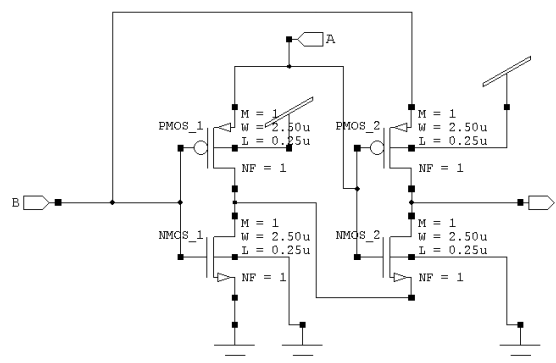 A
M = 1
PMOS_1
W = 2.50u
L = 0.25u
NF = 1
M = 1
PMOS_2
W = 2.50u
L = 0.25u
NF = 1
B
M = 1
NMOS_1
W = 2.50u
L = 0.25u
NF = 1
M = 1
NMOS_2
W = 2.50u
L = 0.25u
NF = 1